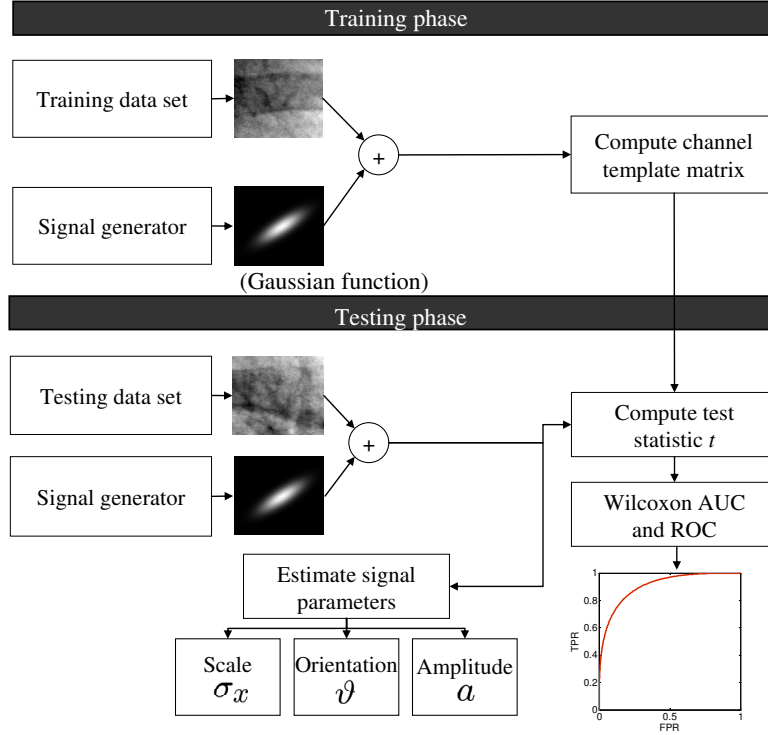 Training phase
Training data set
+
Compute channel
template matrix
Signal generator
(Gaussian function)
Testing phase
Testing data set
+
Compute test
statistic t
Signal generator
Wilcoxon AUC
and ROC
Estimate signal
parameters
Scale
σx
Orientation
ϑ
Amplitude
a
1
0.8
0.6
0.4
0.2
0
TPR
0
0.5
1
FPR